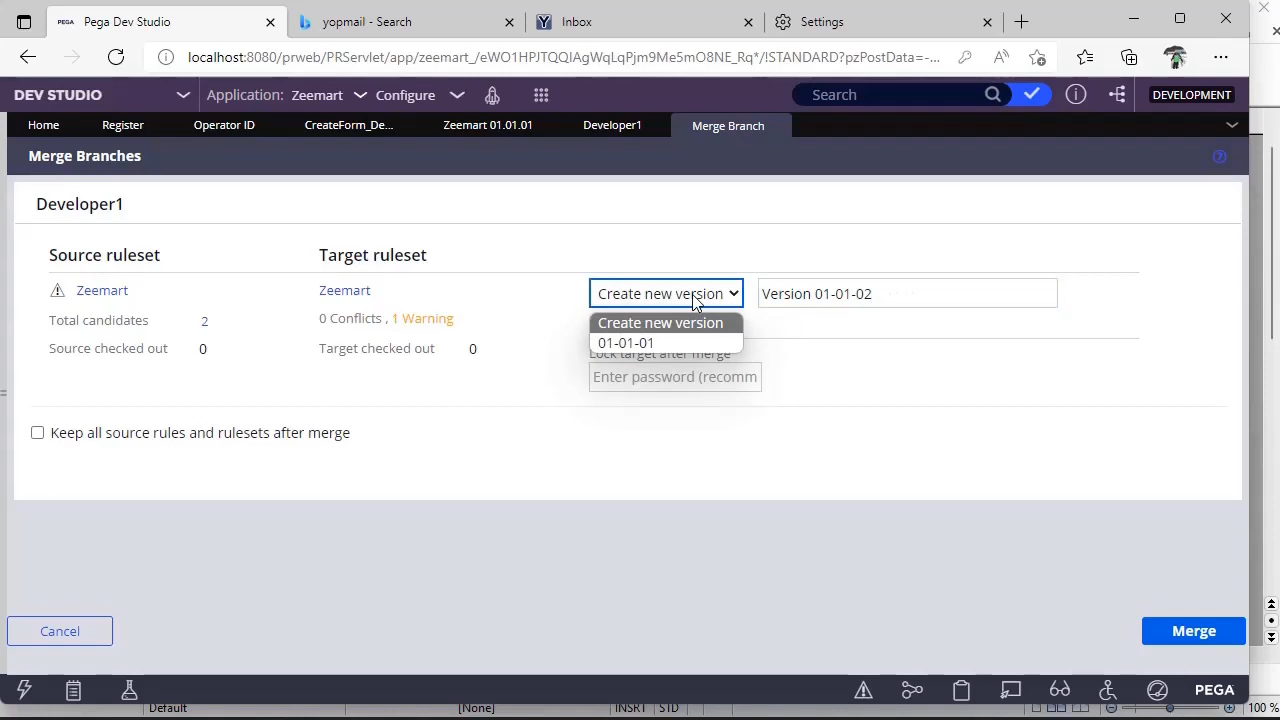 PEGA Pega Dev Studio
yopmail - Search
Y Inbox
Settings
localhost:8080/prweb/PRServlet/app/zeemart_/eWO1HPJTQQIAgWqLqPjm9Me5mO8NE_Rq*/!STANDARD?pzPostData=-...
DEV STUDIO
Application: Zeemart
Configure
Search
DEVELOPMENT
Home
Register
Operator ID
CreateForm_De...
Zeemart 01.01.01
Developer1
Merge Branch
Merge Branches
Developer1
Source ruleset
Target ruleset
Zeemart
Zeemart
Create new version
Version 01-01-02
Total candidates 2
0 Conflicts , 1 Warning
Create new version
01-01-01
Source checked out 0
Target checked out 0
Lock target after merge
Enter password (recomm
Keep all source rules and rulesets after merge
Cancel
Merge
PEGA
Default
[None]
INSRT
STD
100 %